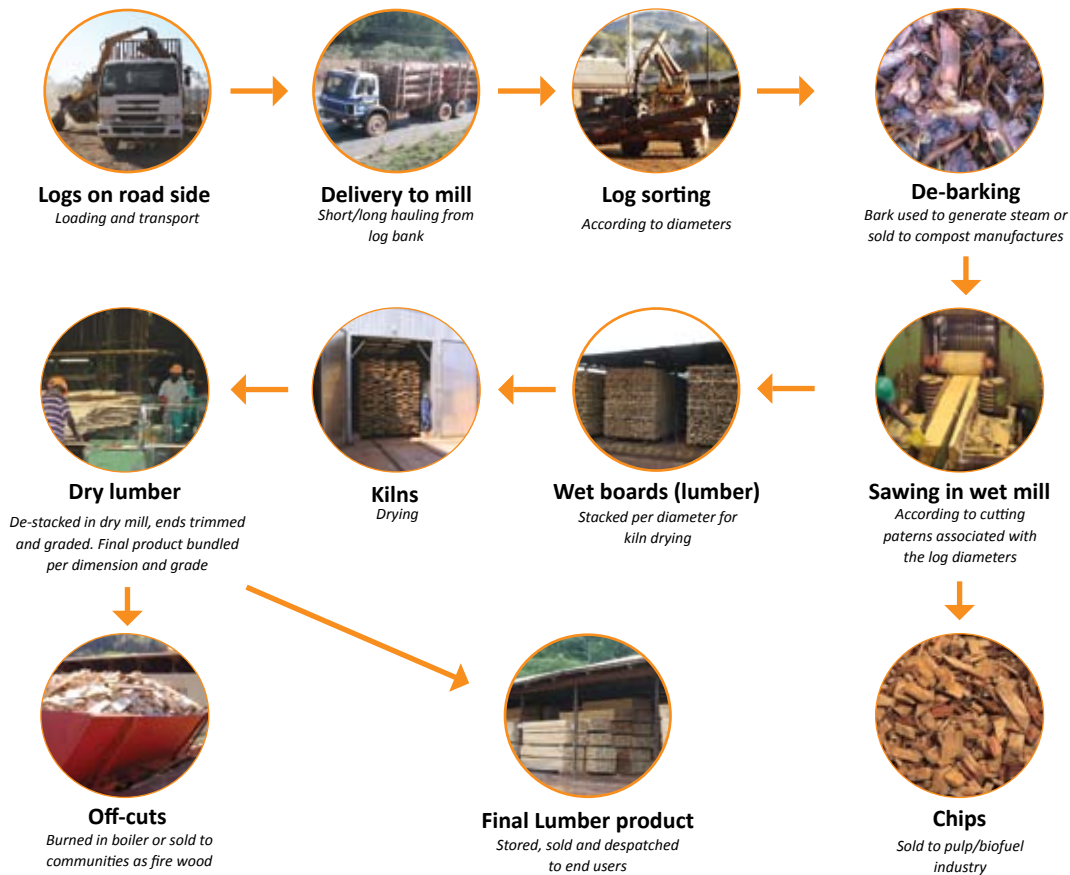 Logs on road side
Loading and transport
Delivery to mill
Short/long hauling from
log bank
Log sorting
According to diameters
De-barking
Bark used to generate steam or
sold to compost manufactures
Dry lumber
De-stacked in dry mill, ends trimmed
and graded. Final product bundled
per dimension and grade
Kilns
Drying
Wet boards (lumber)
Stacked per diameter for
kiln drying
Sawing in wet mill
According to cutting
paterns associated with
the log diameters
Off-cuts
Burned in boiler or sold to
communities as fire wood
Final Lumber product
Stored, sold and despatched
to end users
Chips
Sold to pulp/biofuel
industry